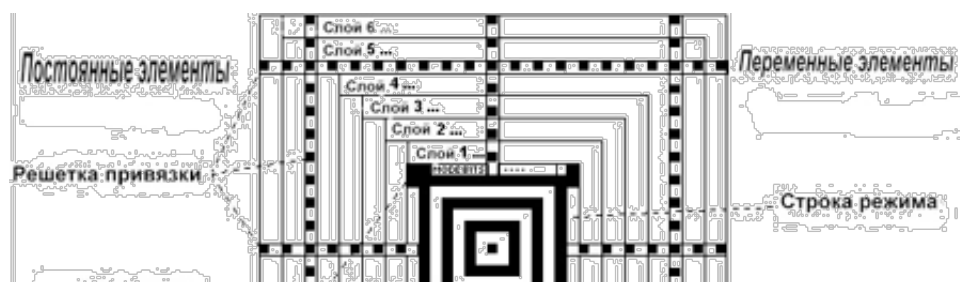 Слой 6 ...
Слой 5 ...
Постоянные элементы
Переменные элементы
Слой 4 ...
Слой 3 ...
Слой 2 ...
Слой 1 ...
Решетка привязки
Строка режима